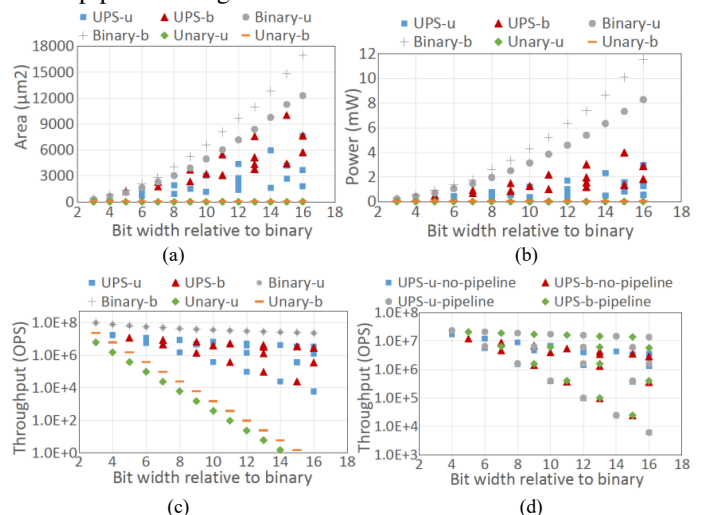 UPS-u UPS-b Binary-u
Binary-b Unary-u Unary-b
Area (μm2)
18000
15000
12000
9000
6000
3000
0
2 4 6 8 10 12 14 16 18
Bit width relative to binary
(a)
UPS-u UPS-b Binary-u
Binary-b Unary-u Unary-b
Power (mW)
12
10
8
6
4
2
0
2 4 6 8 10 12 14 16 18
Bit width relative to binary
(b)
UPS-u UPS-b Binary-u
Binary-b Unary-u Unary-b
Throughput (OPS)
1.0E+8
1.0E+6
1.0E+4
1.0E+2
1.0E+0
2 4 6 8 10 12 14 16 18
Bit width relative to binary
(c)
UPS-u-no-pipeline UPS-b-no-pipeline
UPS-u-pipeline UPS-b-pipeline
Throughput (OPS)
1.0E+8
1.0E+7
1.0E+6
1.0E+5
1.0E+4
1.0E+3
2 4 6 8 10 12 14 16 18
Bit width relative to binary
(d)